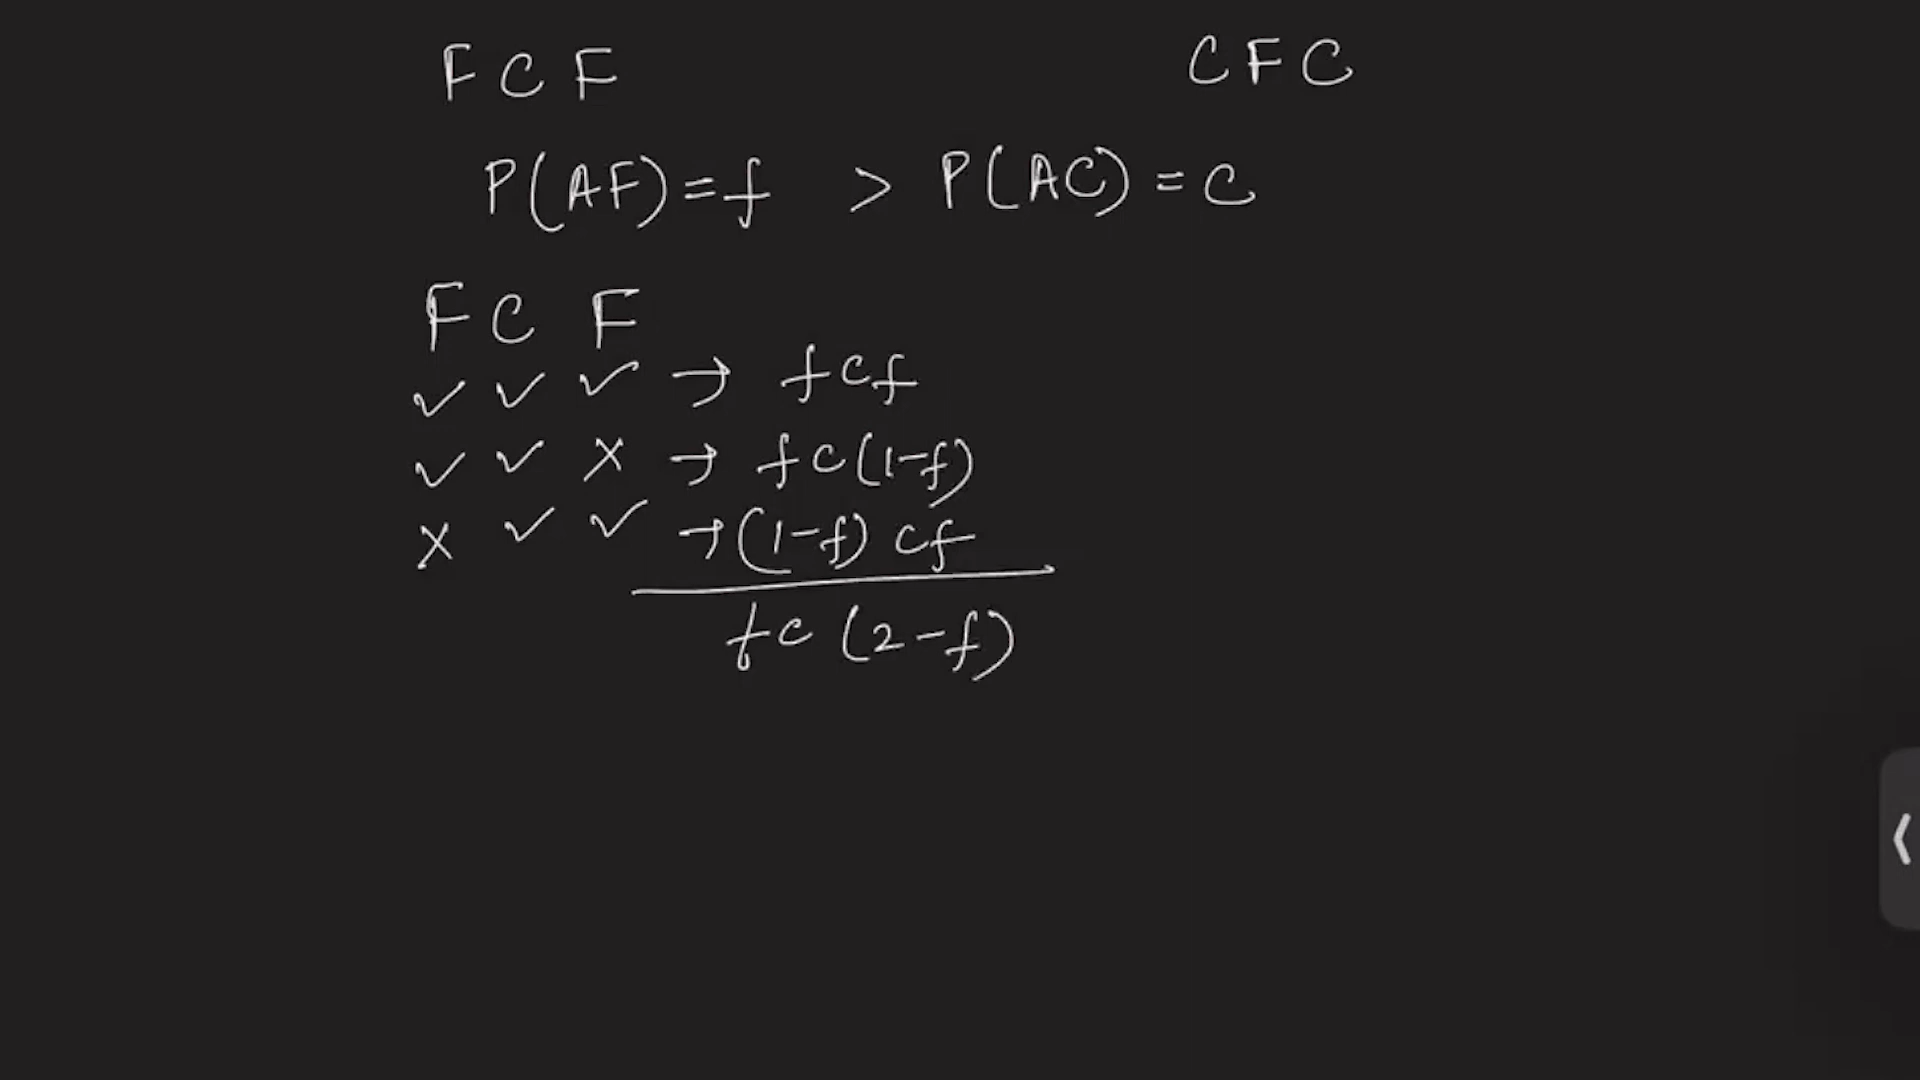 F C F C F C
P(AF)=f > P(AC)=c
F C F
✓ ✓ ✓ → fcf
✓ ✓ X → fc(1-f)
X ✓ ✓ → (1-f) cf
fc (2-f)